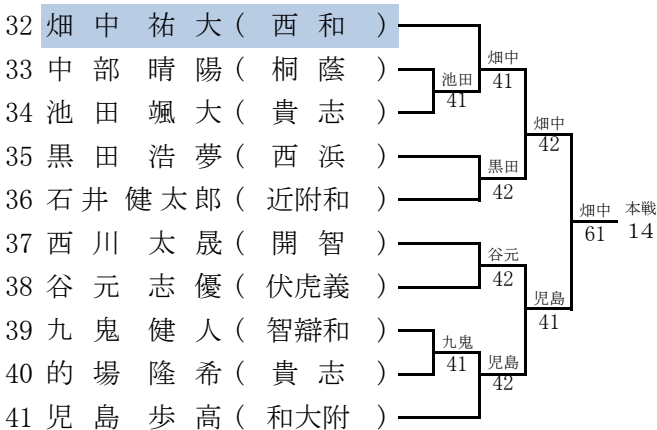 32 畑 中 祐 大 ( 西 和 )
33 中 部 晴 陽 ( 桐 蔭 )
34 池 田 颯 大 ( 貴 志 )
35 黒 田 浩 夢 ( 西 浜 )
36 石 井 健 太 郎 ( 近附和 )
37 西 川 太 晟 ( 開 智 )
38 谷 元 志 優 ( 伏虎義 )
39 九 鬼 健 人 ( 智辯和 )
40 的 場 隆 希 ( 貴 志 )
41 児 島 歩 高 ( 和大附 )
池田
41
九鬼
41
畑中
41
黒田
42
谷元
42
児島
42
畑中
42
児島
41
畑中
61
本戦
14